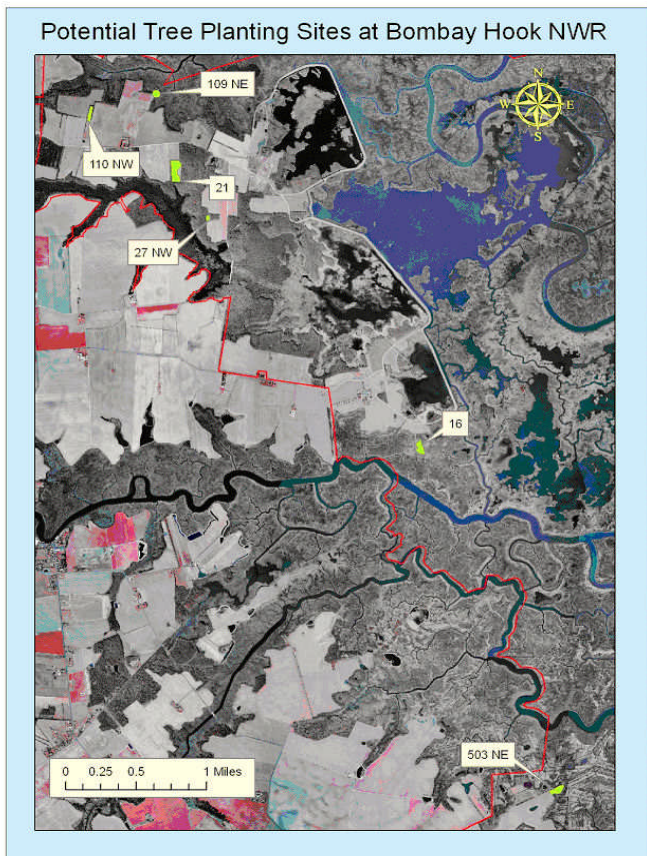 Potential Tree Planting Sites at Bombay Hook NWR
109 NE
N
W E
S
110 NW
21
27 NW
16
503 NE
0 0.25 0.5 1 Miles